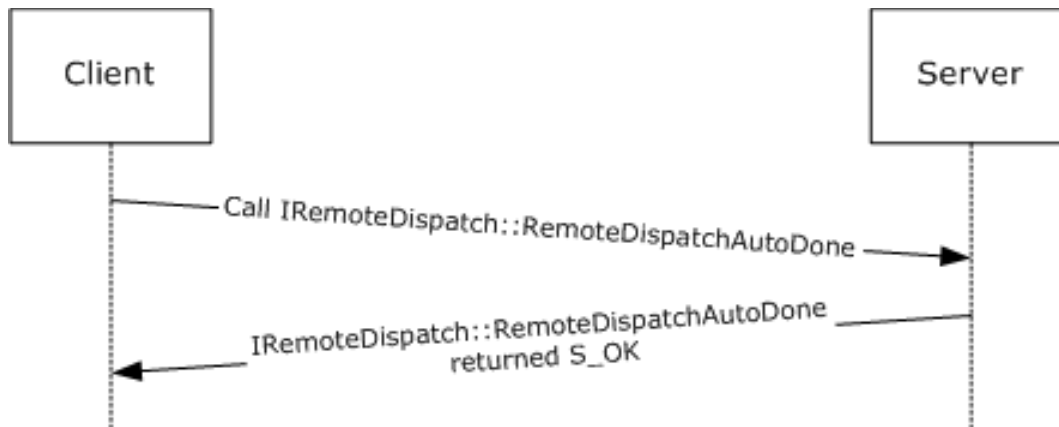 Client
Server
Call IRemoteDispatch::RemoteDispatchAutoDone
IRemoteDispatch::RemoteDispatchAutoDone
returned S_OK